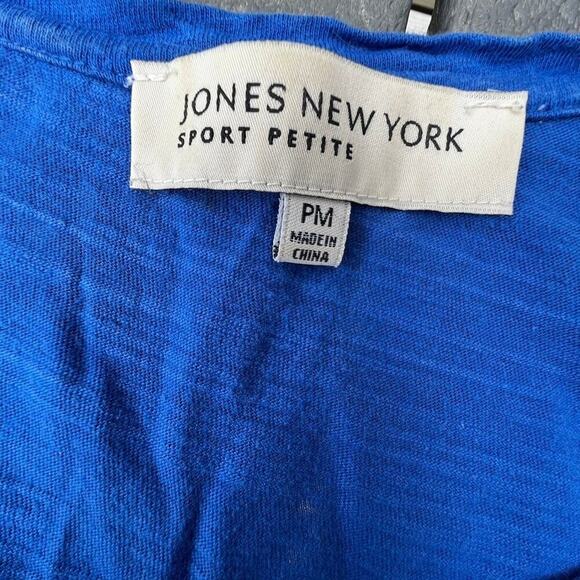 JONES NEW YORK
SPORT PETITE
PM
MADE IN
CHINA